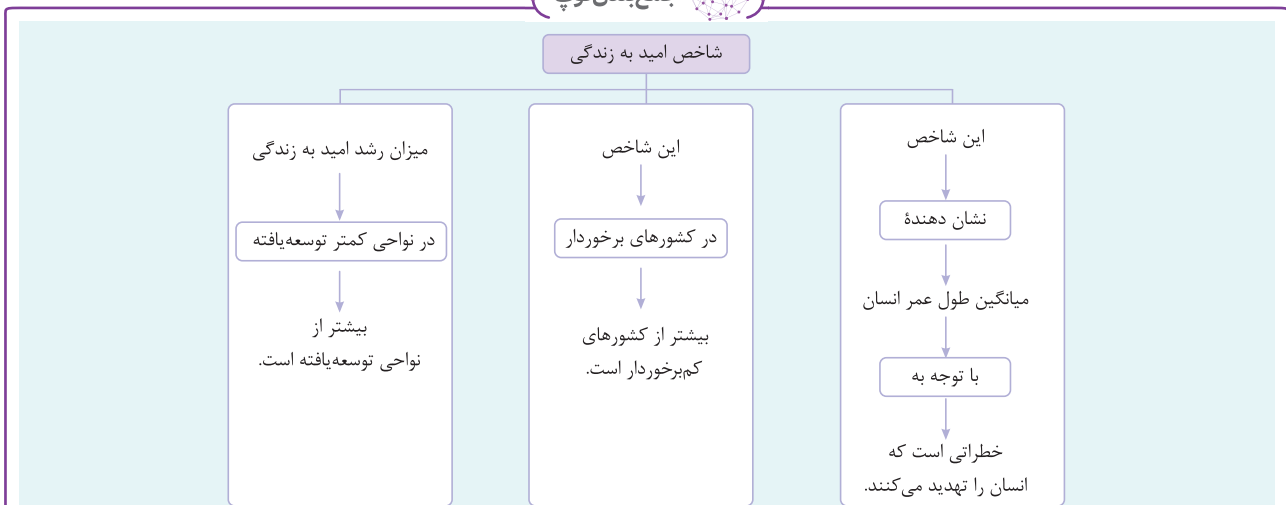 شاخص امید به زندگی
این شاخص
نشان دهندهٔ
میانگین طول عمر انسان
با توجه به
خطراتی است که
انسان را تهدید می‌کنند.
این شاخص
در کشورهای برخوردار
بیشتر از کشورهای
کم‌برخوردار است.
میزان رشد امید به زندگی
در نواحی کمتر توسعه‌یافته
بیشتر از
نواحی توسعه‌یافته است.